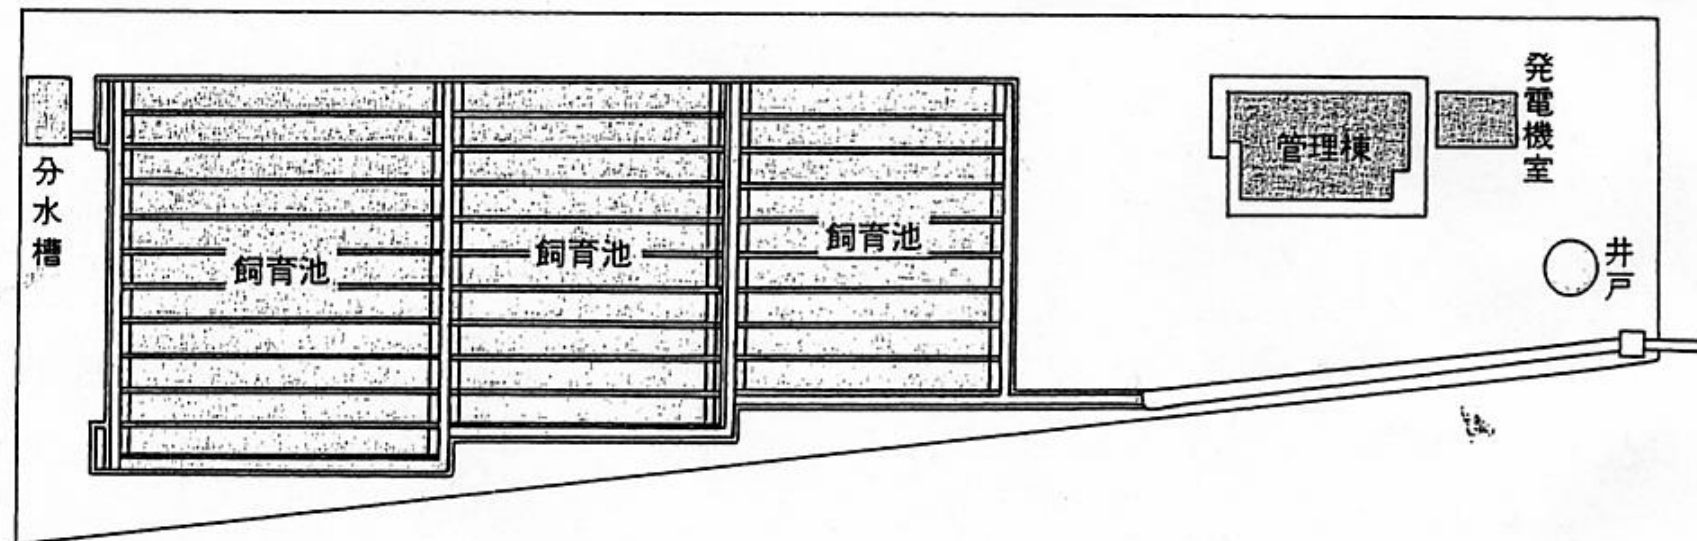 分水槽
飼育池
飼育池
飼育池
管理棟
発電機室
井戸